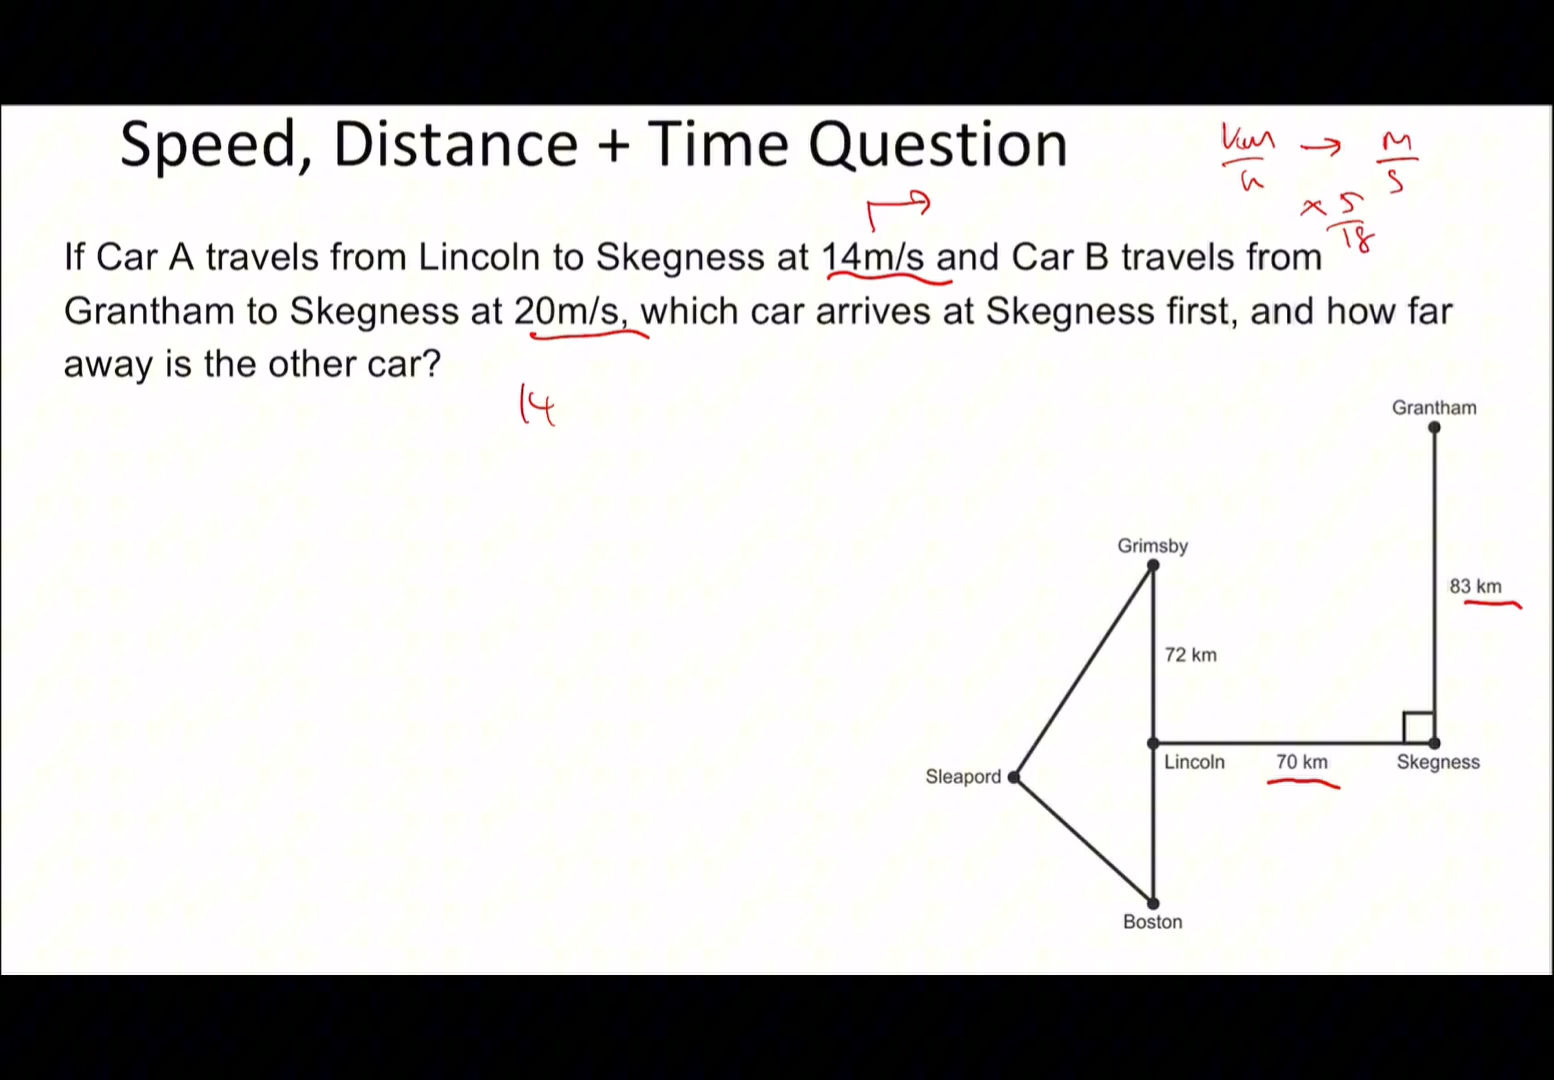 Speed, Distance + Time Question
km/h → m/s
× 5/18
If Car A travels from Lincoln to Skegness at 14m/s and Car B travels from
Grantham to Skegness at 20m/s, which car arrives at Skegness first, and how far
away is the other car?
14
Grantham
Grimsby
83 km
72 km
Lincoln
70 km
Skegness
Sleapord
Boston